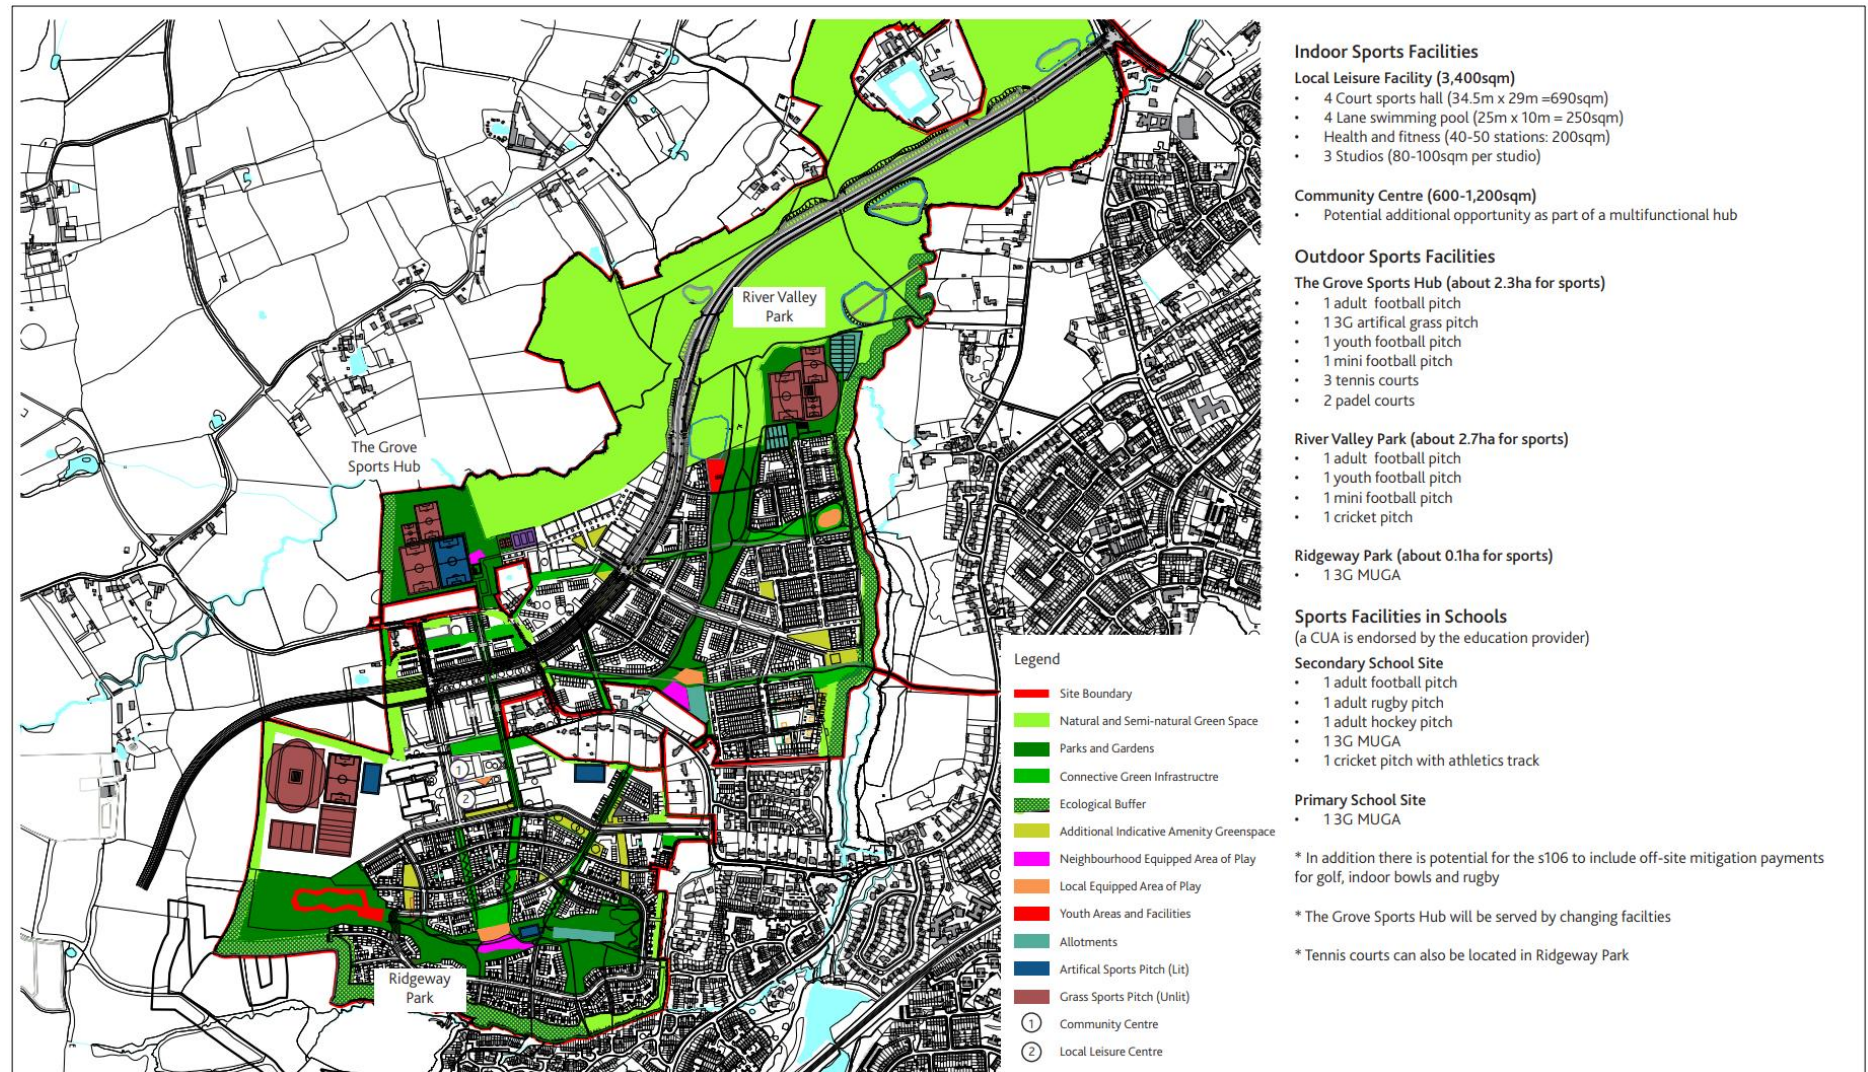 River Valley
Park
The Grove
Sports Hub
Ridgeway
Park
1
2
Legend
Site Boundary
Natural and Semi-natural Green Space
Parks and Gardens
Connective Green Infrastructre
Ecological Buffer
Additional Indicative Amenity Greenspace
Neighbourhood Equipped Area of Play
Local Equipped Area of Play
Youth Areas and Facilities
Allotments
Artifical Sports Pitch (Lit)
Grass Sports Pitch (Unlit)
1 Community Centre
2 Local Leisure Centre
Indoor Sports Facilities
Local Leisure Facility (3,400sqm)
• 4 Court sports hall (34.5m x 29m =690sqm)
• 4 Lane swimming pool (25m x 10m = 250sqm)
• Health and fitness (40-50 stations: 200sqm)
• 3 Studios (80-100sqm per studio)
Community Centre (600-1,200sqm)
• Potential additional opportunity as part of a multifunctional hub
Outdoor Sports Facilities
The Grove Sports Hub (about 2.3ha for sports)
• 1 adult football pitch
• 1 3G artifical grass pitch
• 1 youth football pitch
• 1 mini football pitch
• 3 tennis courts
• 2 padel courts
River Valley Park (about 2.7ha for sports)
• 1 adult football pitch
• 1 youth football pitch
• 1 mini football pitch
• 1 cricket pitch
Ridgeway Park (about 0.1ha for sports)
• 1 3G MUGA
Sports Facilities in Schools
(a CUA is endorsed by the education provider)
Secondary School Site
• 1 adult football pitch
• 1 adult rugby pitch
• 1 adult hockey pitch
• 1 3G MUGA
• 1 cricket pitch with athletics track
Primary School Site
• 1 3G MUGA
* In addition there is potential for the s106 to include off-site mitigation payments
for golf, indoor bowls and rugby
* The Grove Sports Hub will be served by changing facilties
* Tennis courts can also be located in Ridgeway Park